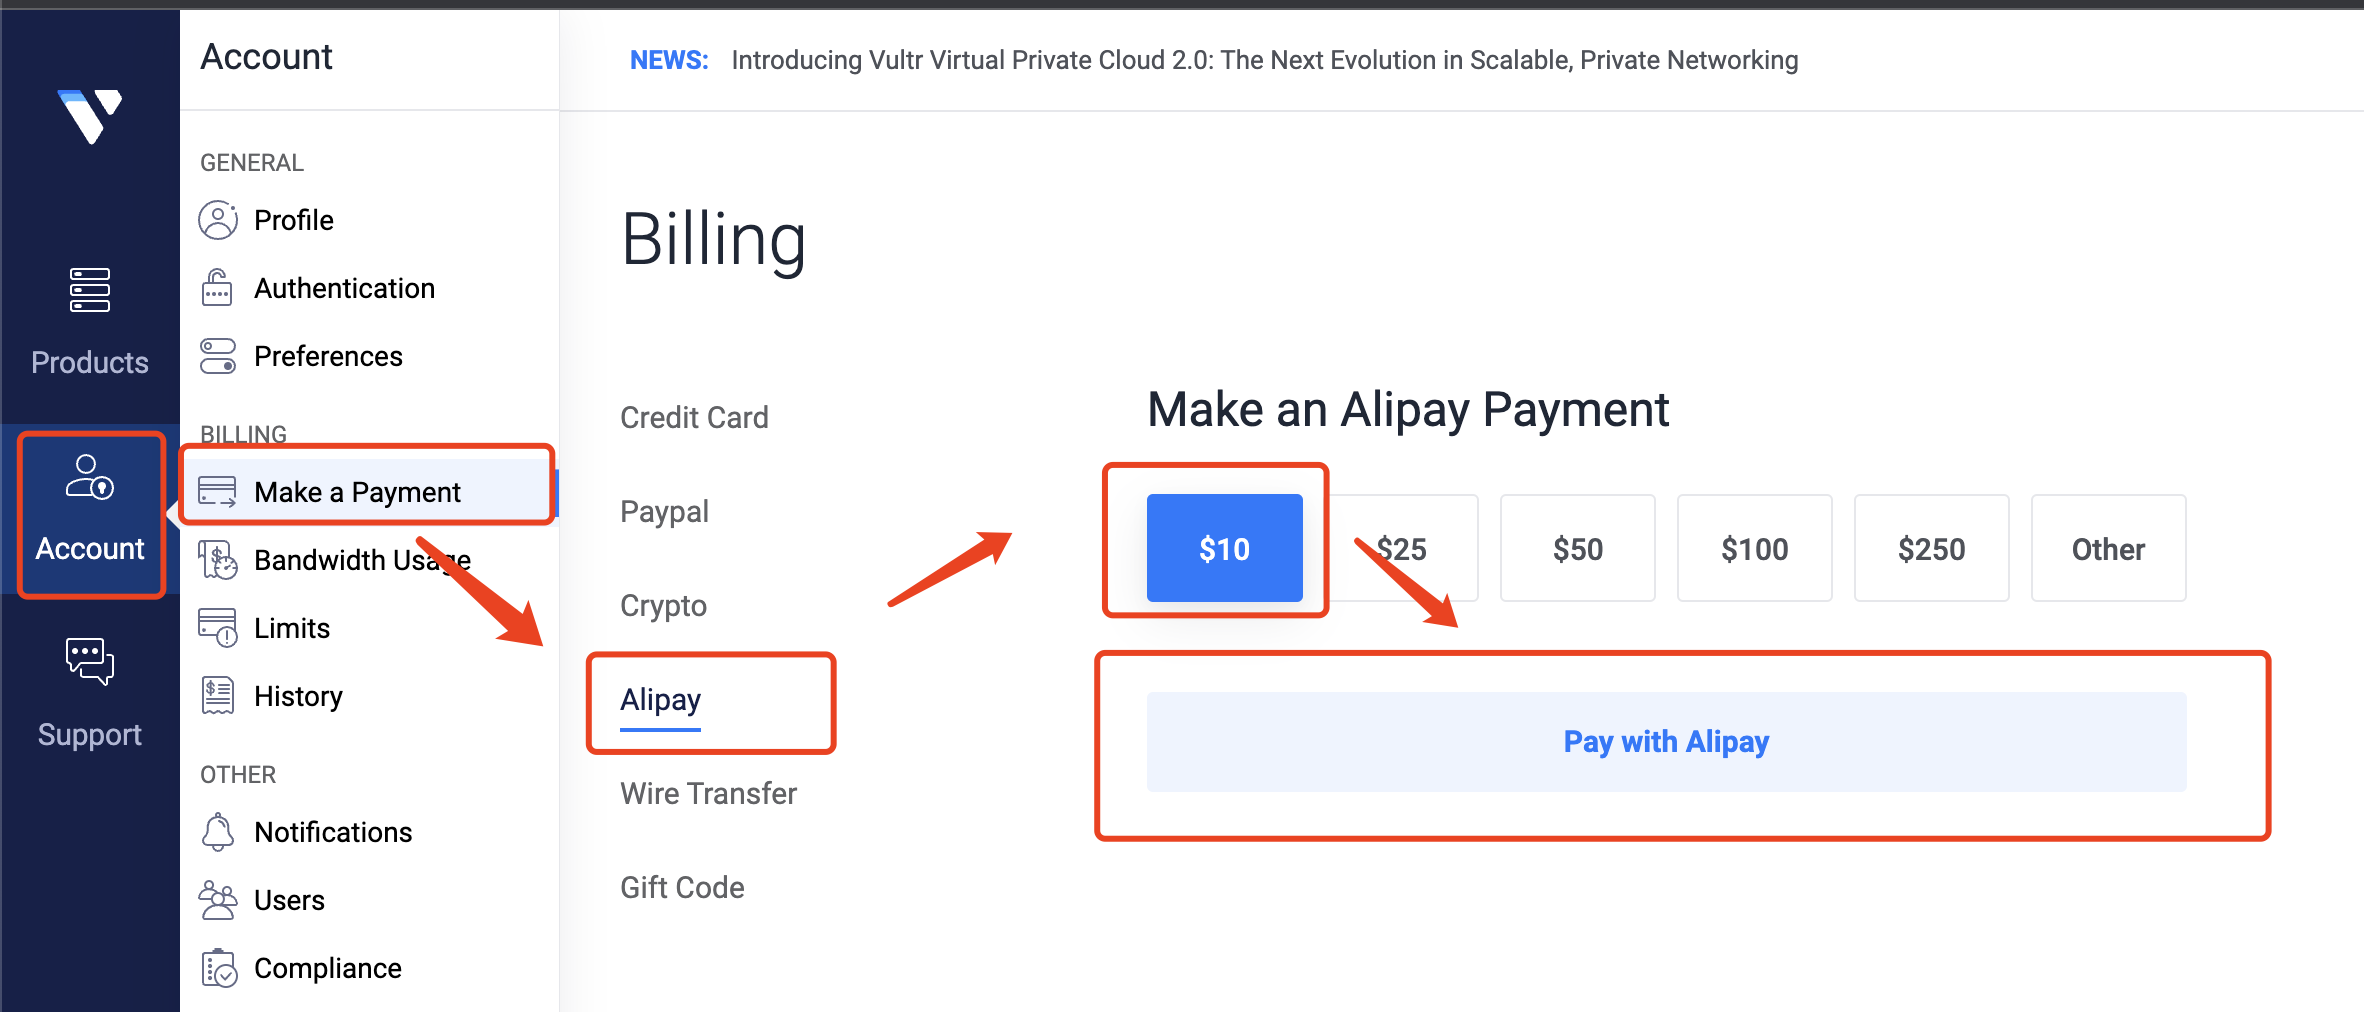 Products
Account
Support
Account
GENERAL
Profile
Authentication
Preferences
BILLING
Make a Payment
Bandwidth Usage
Limits
History
OTHER
Notifications
Users
Compliance
NEWS: Introducing Vultr Virtual Private Cloud 2.0: The Next Evolution in Scalable, Private Networking
Billing
Credit Card
Paypal
Crypto
Alipay
Wire Transfer
Gift Code
Make an Alipay Payment
$10 $25 $50 $100 $250 Other
Pay with Alipay